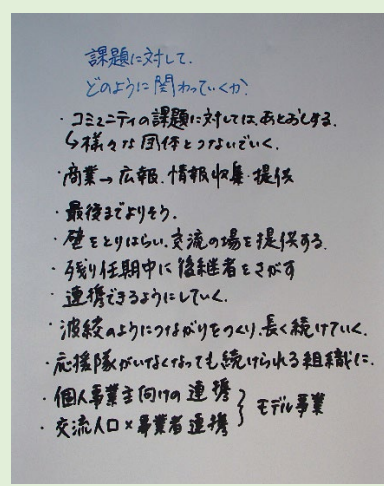 課題に対して、
どのように関わっていくか?
・コミュニティの課題に対しては、あとおしする。
↳様々な団体とつないでいく。
・商業→広報、情報収集・提供
・最後までよりそう。
・壁をとりはらい、交流の場を提供する。
・残り任期中に後継者をさがす
・連携できるようにしていく。
・波紋のようにつながりをつくり、長く続けていく。
・応援隊がいなくなっても続けられる組織に。
・個人事業主向けの連携
・交流人口×事業者連携 } モデル事業